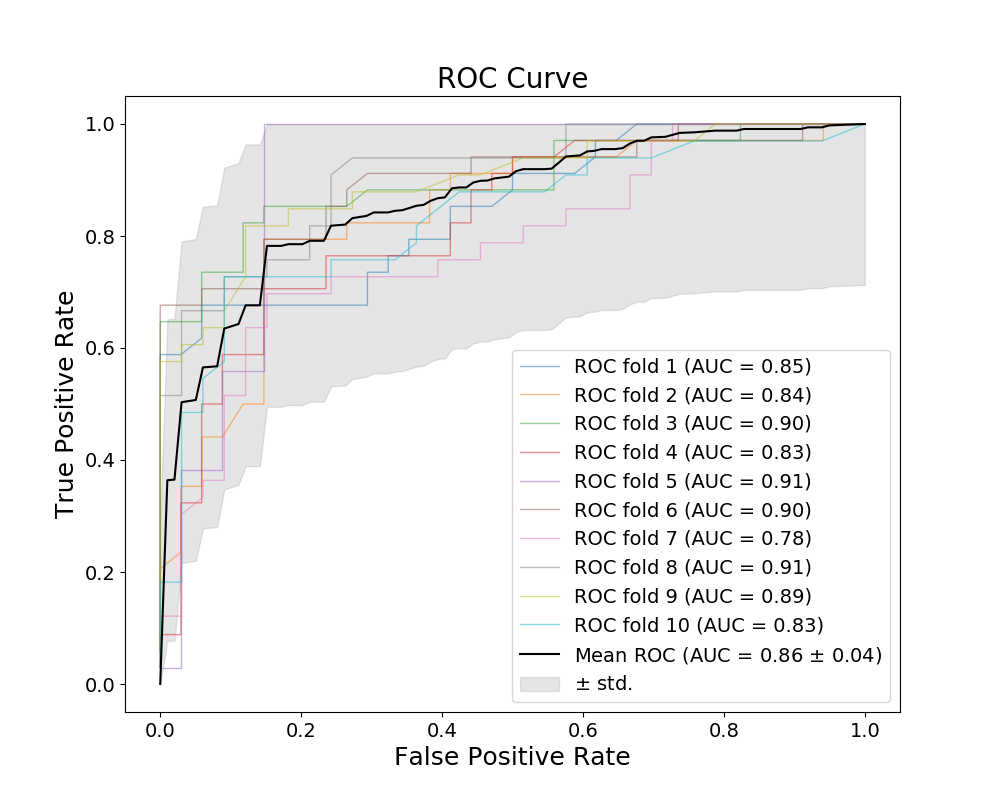 ROC Curve
1.0
0.8
0.6
0.4
0.2
0.0
True Positive Rate
ROC fold 1 (AUC = 0.85)
ROC fold 2 (AUC = 0.84)
ROC fold 3 (AUC = 0.90)
ROC fold 4 (AUC = 0.83)
ROC fold 5 (AUC = 0.91)
ROC fold 6 (AUC = 0.90)
ROC fold 7 (AUC = 0.78)
ROC fold 8 (AUC = 0.91)
ROC fold 9 (AUC = 0.89)
ROC fold 10 (AUC = 0.83)
Mean ROC (AUC = 0.86 ± 0.04)
± std.
0.0 0.2 0.4 0.6 0.8 1.0
False Positive Rate